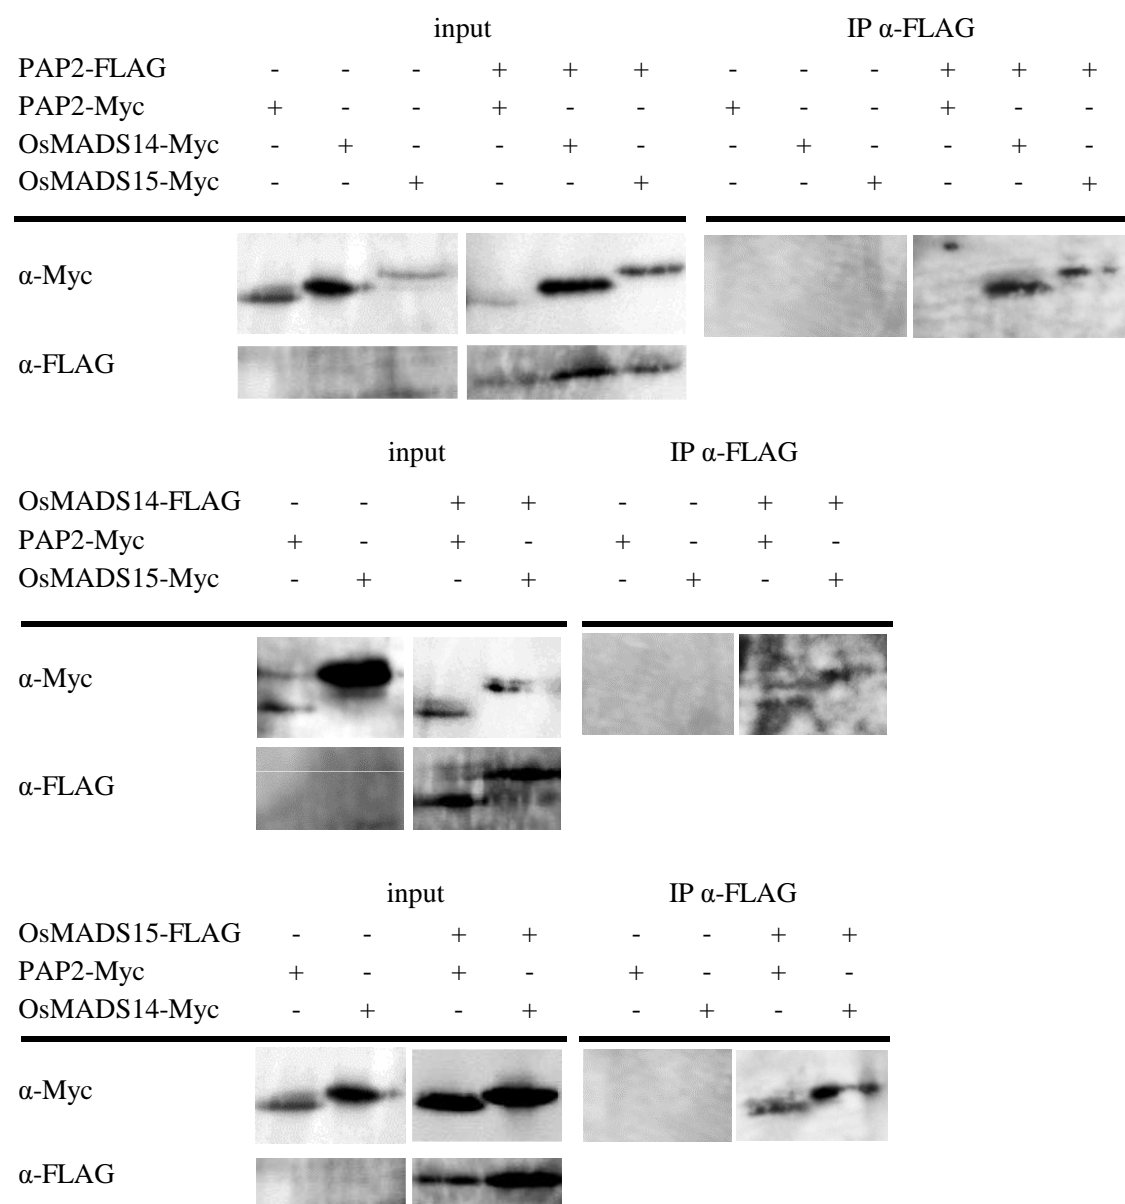 input IP α-FLAG
PAP2-FLAG - - - + + + - - - + + +
PAP2-Myc + - - + - - + - - + - -
OsMADS14-Myc - + - - + - - + - - + -
OsMADS15-Myc - - + - - + - - + - - +
α-Myc
α-FLAG
input IP α-FLAG
OsMADS14-FLAG - - + + - - + +
PAP2-Myc + - + - + - + -
OsMADS15-Myc - + - + - + - +
α-Myc
α-FLAG
input IP α-FLAG
OsMADS15-FLAG - - + + - - + +
PAP2-Myc + - + - + - + -
OsMADS14-Myc - + - + - + - +
α-Myc
α-FLAG